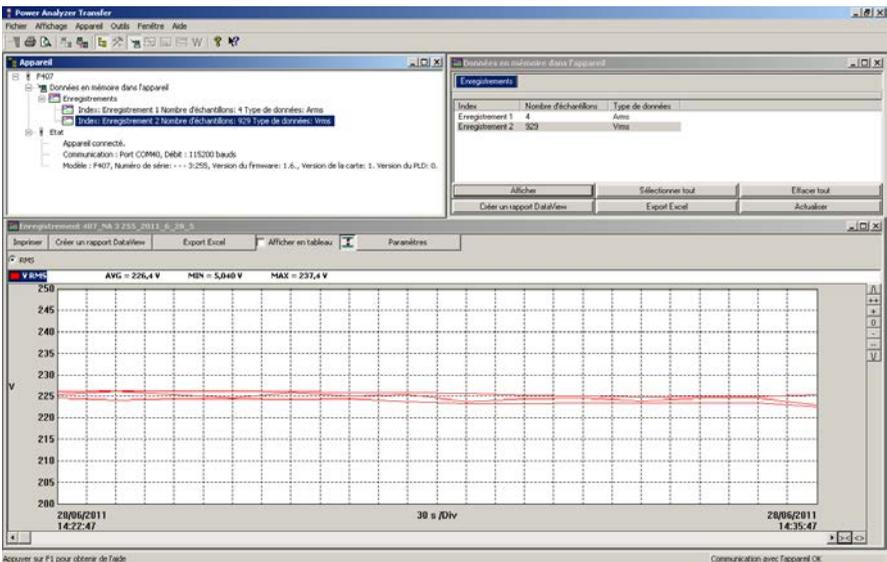 Power Analyzer Transfer
Fichier Affichage Appareil Outils Fenêtre Aide
Appareil
F407
Données en mémoire dans l'appareil
Enregistrements
Index: Enregistrement 1 Nombre d'échantillons: 4 Type de données: Arms
Index: Enregistrement 2 Nombre d'échantillons: 929 Type de données: Vrms
Etat
Appareil connecté.
Communication : Port COM40, Débit : 115200 bauds
Modèle : F407, Numéro de série: - - - 3:255, Version du firmware: 1.6., Version de la carte: 1. Version du PLD: 0.
Données en mémoire dans l'appareil
Enregistrements
Index Nombre d'échantillons Type de données
Enregistrement 1 4 Arms
Enregistrement 2 929 Vrms
Afficher Sélectionner tout Effacer tout
Créer un rapport DataView Export Excel Actualiser
Enregistrement 407_NA 3 255_2011_6_28_5
Imprimer Créer un rapport DataView Export Excel Afficher en tableau Paramètres
RMS
V RMS AVG = 226,4 V MIN = 5,040 V MAX = 237,4 V
250
245
240
235
230
V
225
220
215
210
205
200
28/06/2011 30 s /Div 28/06/2011
14:22:47 14:35:47
Appuyer sur F1 pour obtenir de l'aide Communication avec l'appareil OK